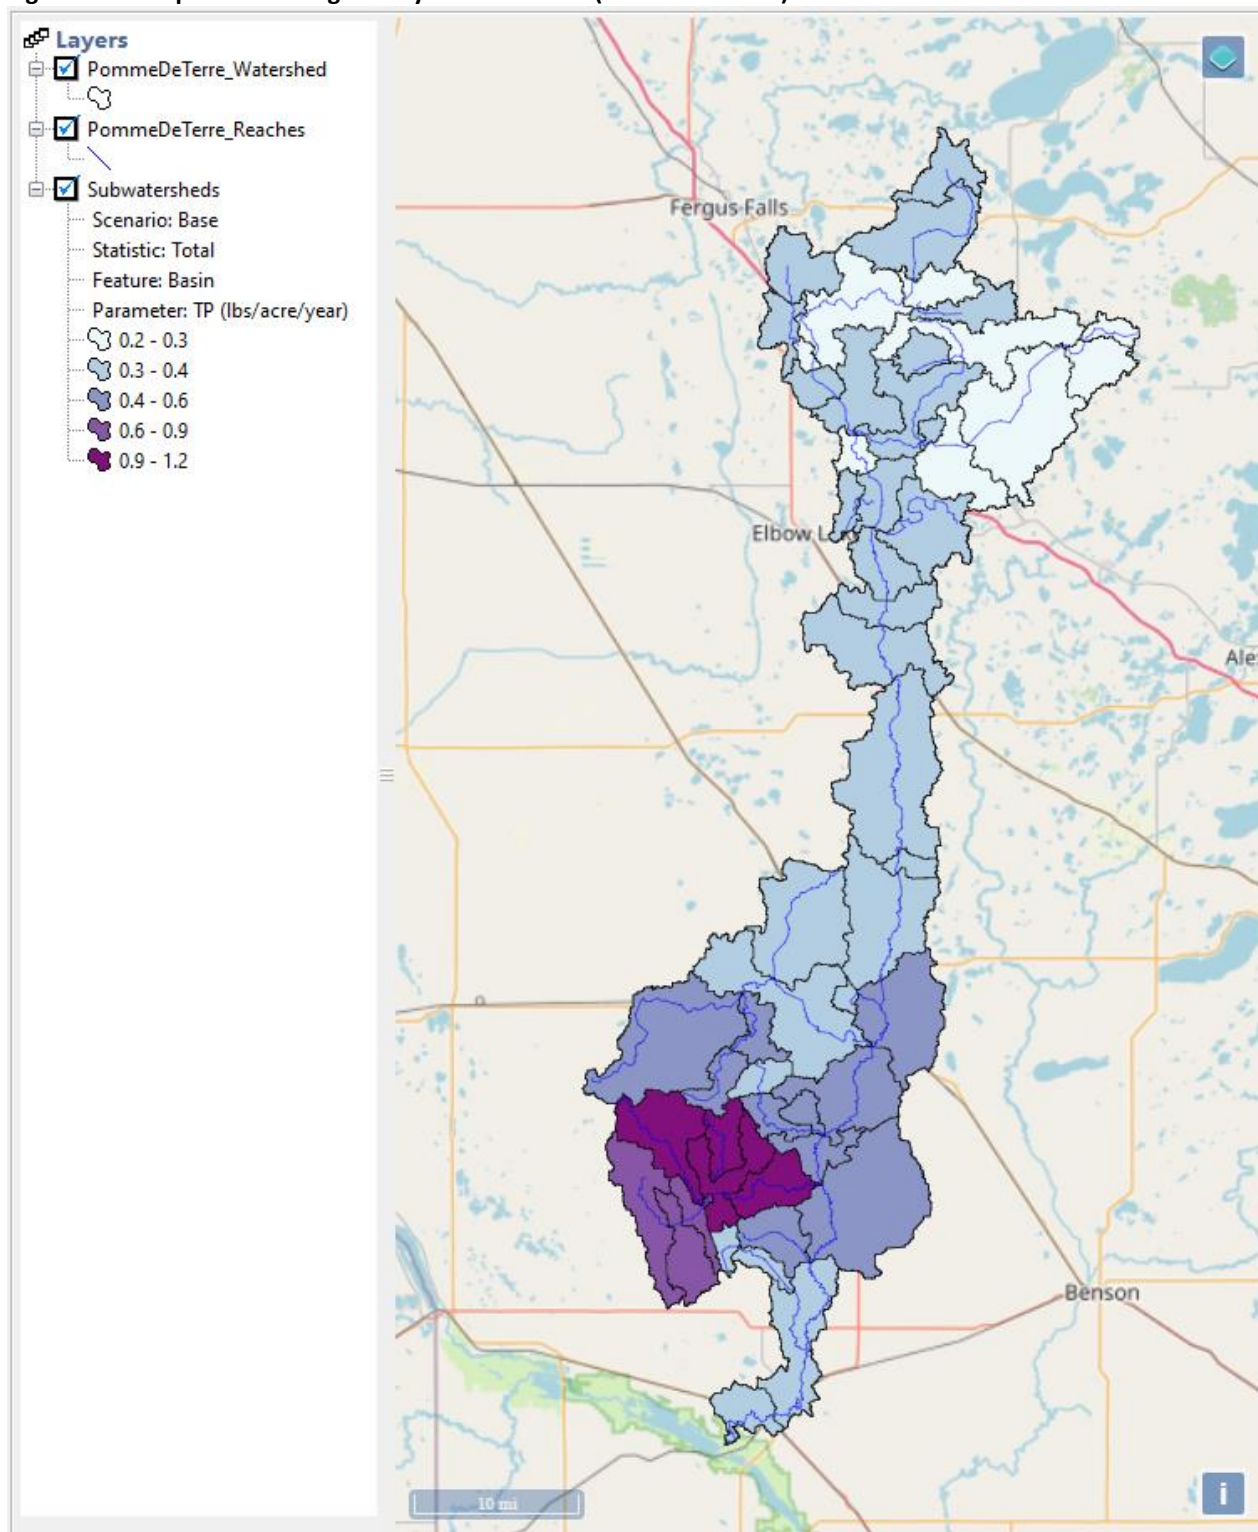 Layers
PommeDeTerre_Watershed
PommeDeTerre_Reaches
Subwatersheds
Scenario: Base
Statistic: Total
Feature: Basin
Parameter: TP (lbs/acre/year)
0.2 - 0.3
0.3 - 0.4
0.4 - 0.6
0.6 - 0.9
0.9 - 1.2
Fergus Falls
Elbow
Ale
Benson
10 mi
i